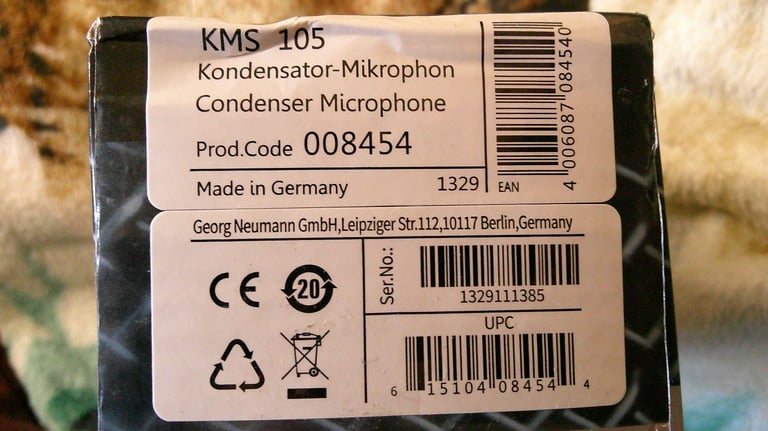 KMS 105
Kondensator-Mikrophon
Condenser Microphone
Prod.Code 008454
Made in Germany 1329
EAN
4 006087 084540
Georg Neumann GmbH,Leipziger Str.112,10117 Berlin,Germany
CE 20
Ser.No.:
1329111385
UPC
6 15104 08454 4